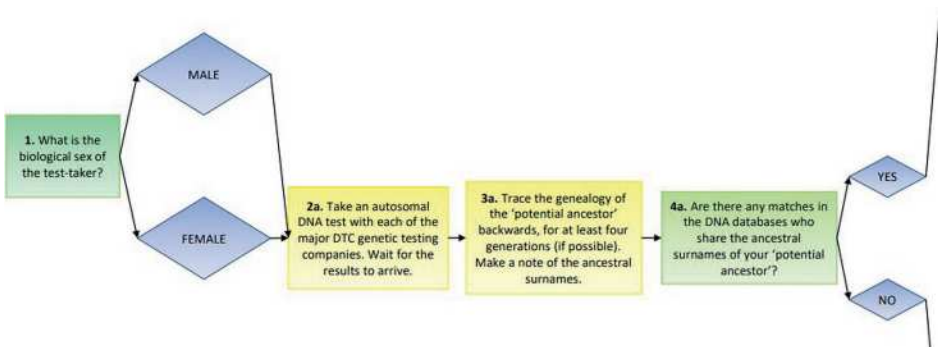 MALE
1. What is the
biological sex of
the test-taker?
FEMALE
2a. Take an autosomal
DNA test with each of the
major DTC genetic testing
companies. Wait for the
results to arrive.
3a. Trace the genealogy of
the 'potential ancestor'
backwards, for at least four
generations (if possible).
Make a note of the ancestral
surnames.
4a. Are there any matches in
the DNA databases who
share the ancestral
surnames of your 'potential
ancestor'?
YES
NO